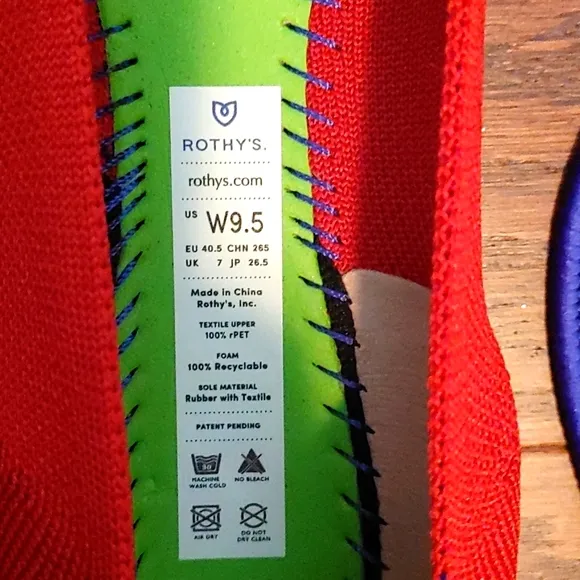 ROTHY'S.
rothys.com
US W9.5
EU 40.5 CHN 265
UK 7 JP 26.5
Made in China
Rothy's, Inc.
TEXTILE UPPER
100% rPET
FOAM
100% Recyclable
SOLE MATERIAL
Rubber with Textile
PATENT PENDING
30°
MACHINE WASH COLD
NO BLEACH
AIR DRY
DO NOT DRY CLEAN